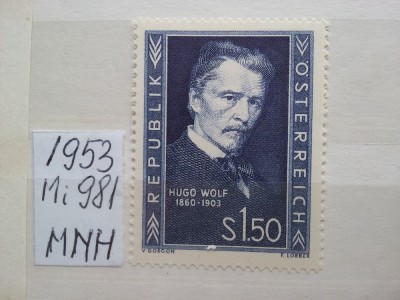 1953
Mi 981
MNH
REPUBLIK
ÖSTERREICH
HUGO WOLF
1860-1903
S1.50